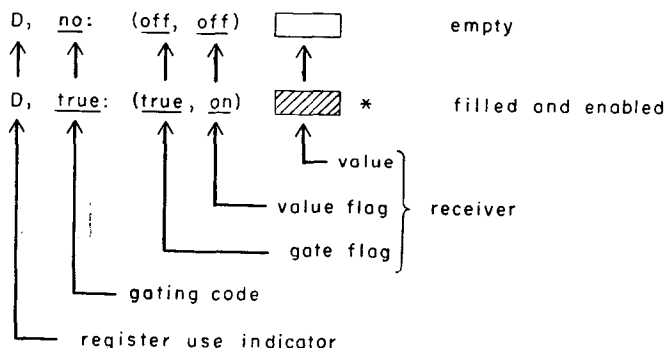 D, no: (off, off) empty
D, true: (true, on) * filled and enabled
value
value flag
receiver
gate flag
gating code
register use indicator